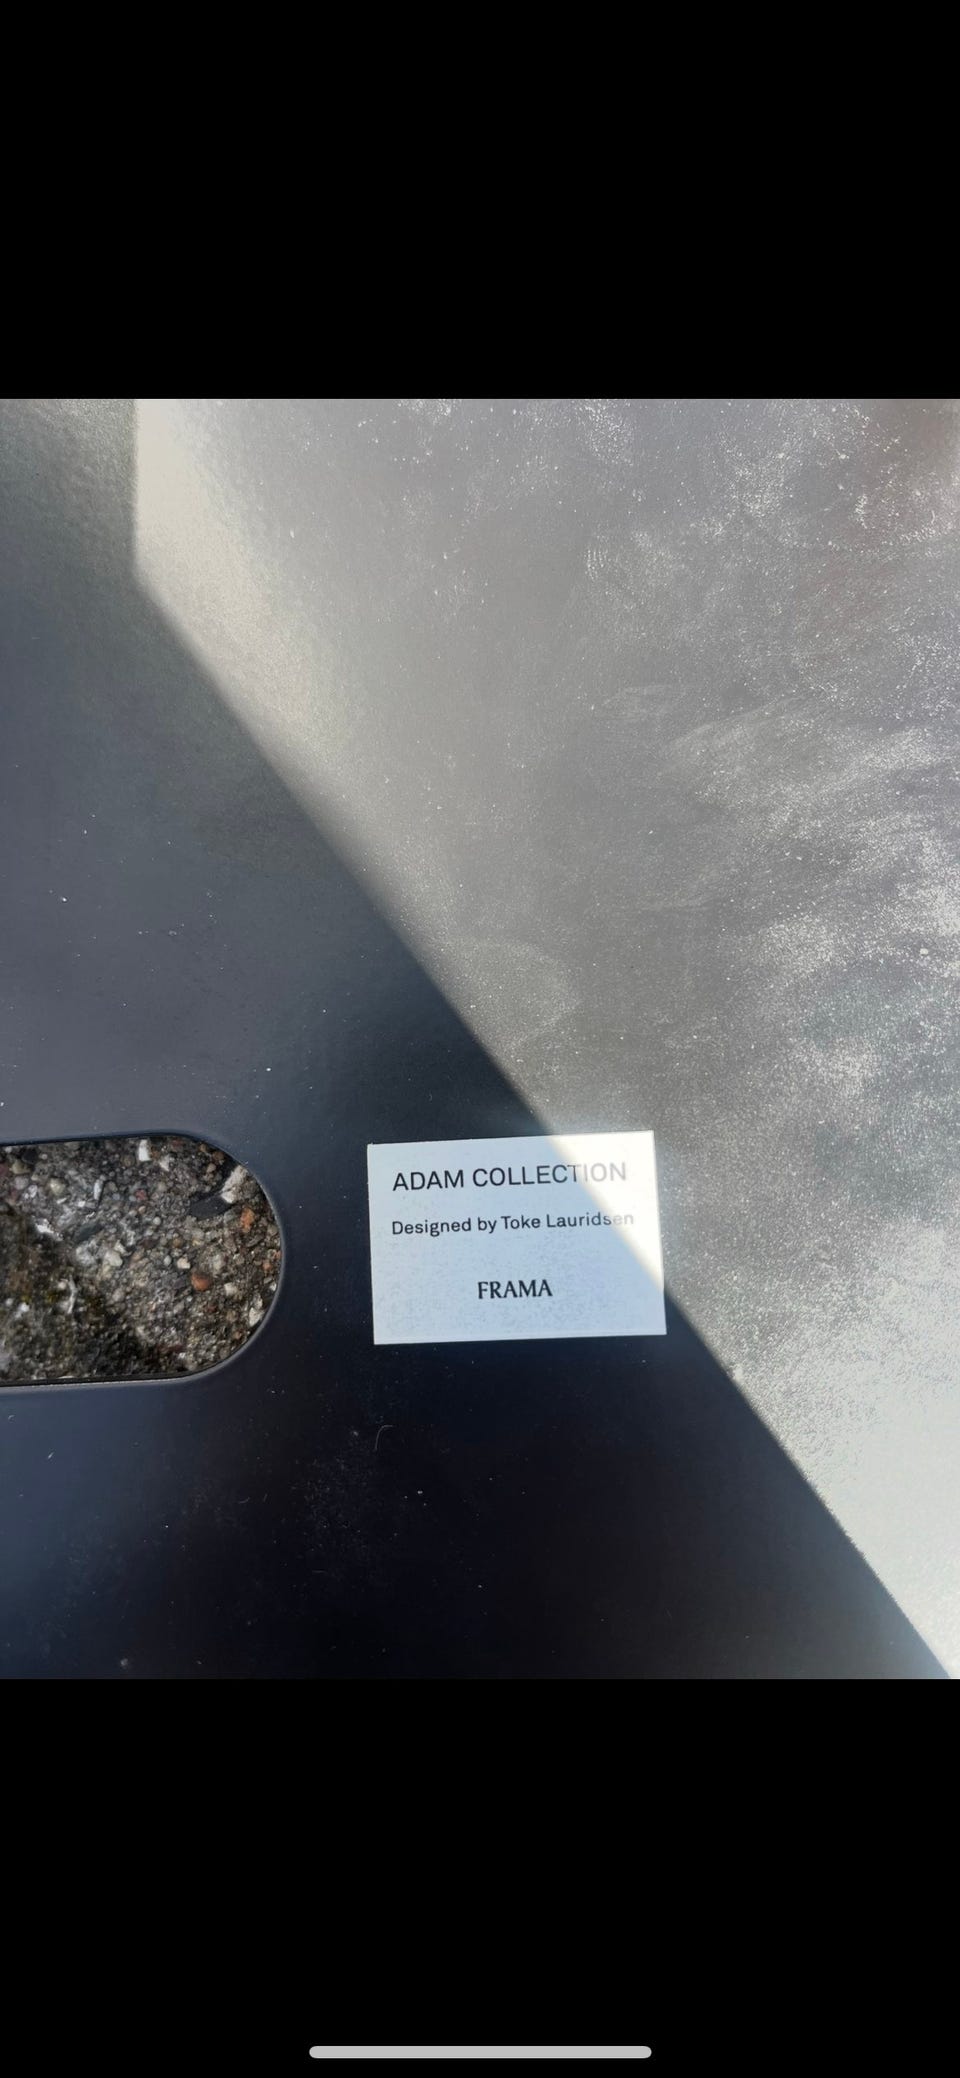 ADAM COLLECTION
Designed by Toke Lauridsen
FRAMA